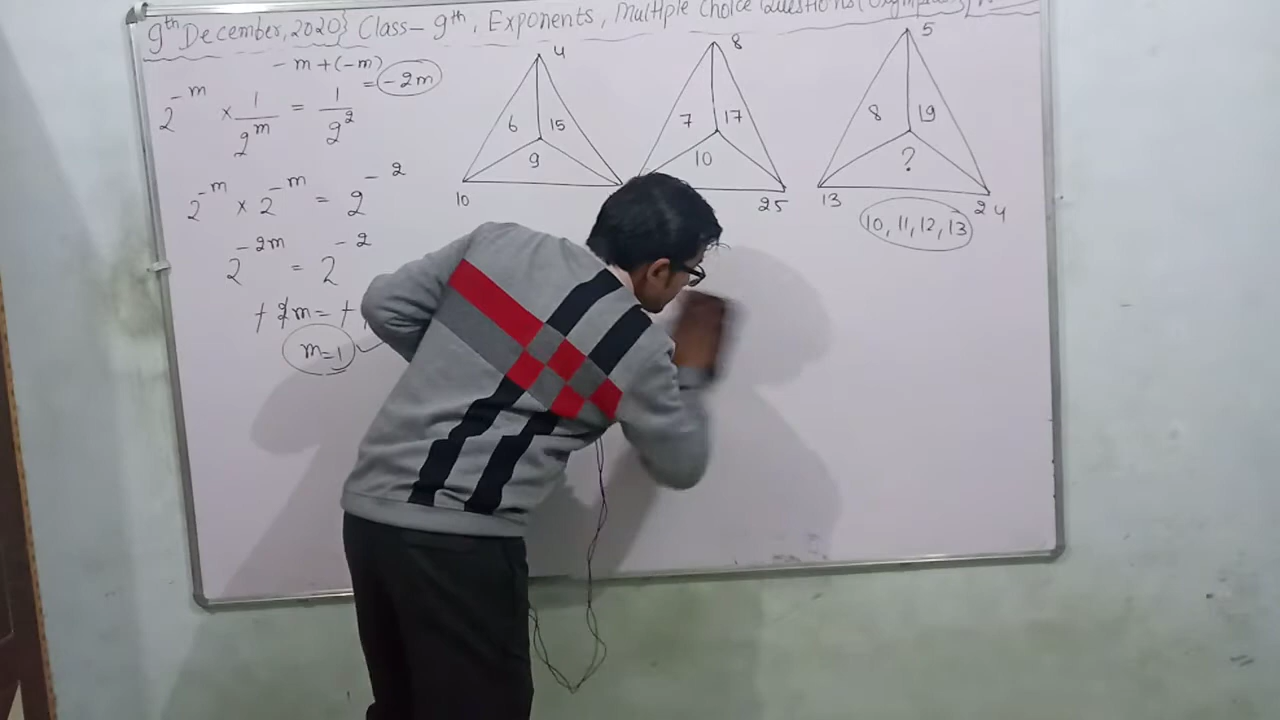 9th December, 2020} Class-9th, Exponents, Multiple Choice Questions
-m+(-m)
= -2m
2^-m × 1/2^m = 1/2^2
2^-m × 2^-m = 2^-2
2^-2m = 2^-2
+2m = +
m=1
4
6 15
9
10
8
7 17
10
25
5
8 19
?
13 24
10, 11, 12, 13